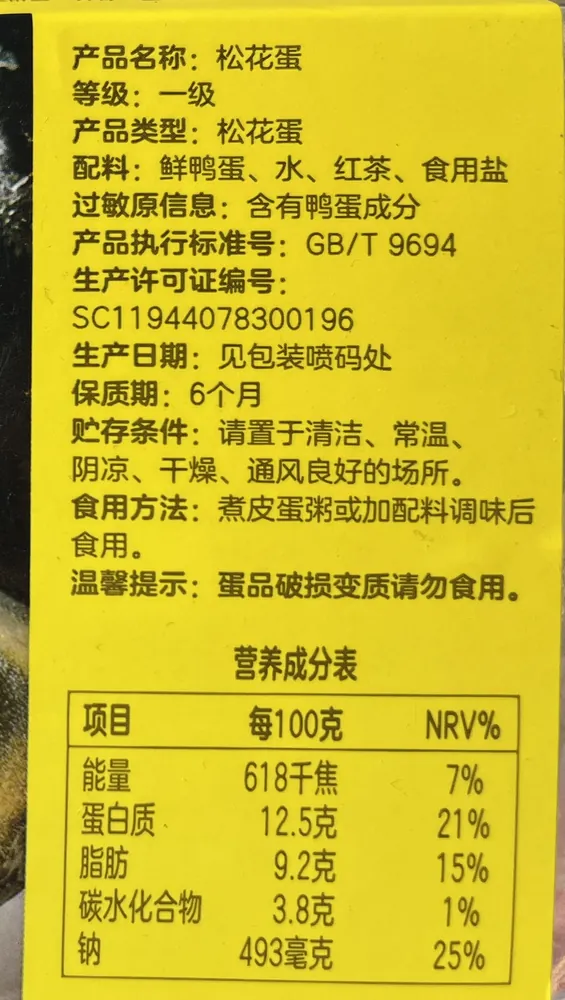 产品名称：松花蛋
等级：一级
产品类型：松花蛋
配料：鲜鸭蛋、水、红茶、食用盐
过敏原信息：含有鸭蛋成分
产品执行标准号：GB/T 9694
生产许可证编号：
SC11944078300196
生产日期：见包装喷码处
保质期：6个月
贮存条件：请置于清洁、常温、
阴凉、干燥、通风良好的场所。
食用方法：煮皮蛋粥或加配料调味后
食用。
温馨提示：蛋品破损变质请勿食用。
营养成分表
项目 每100克 NRV%
能量 618千焦 7%
蛋白质 12.5克 21%
脂肪 9.2克 15%
碳水化合物 3.8克 1%
钠 493毫克 25%